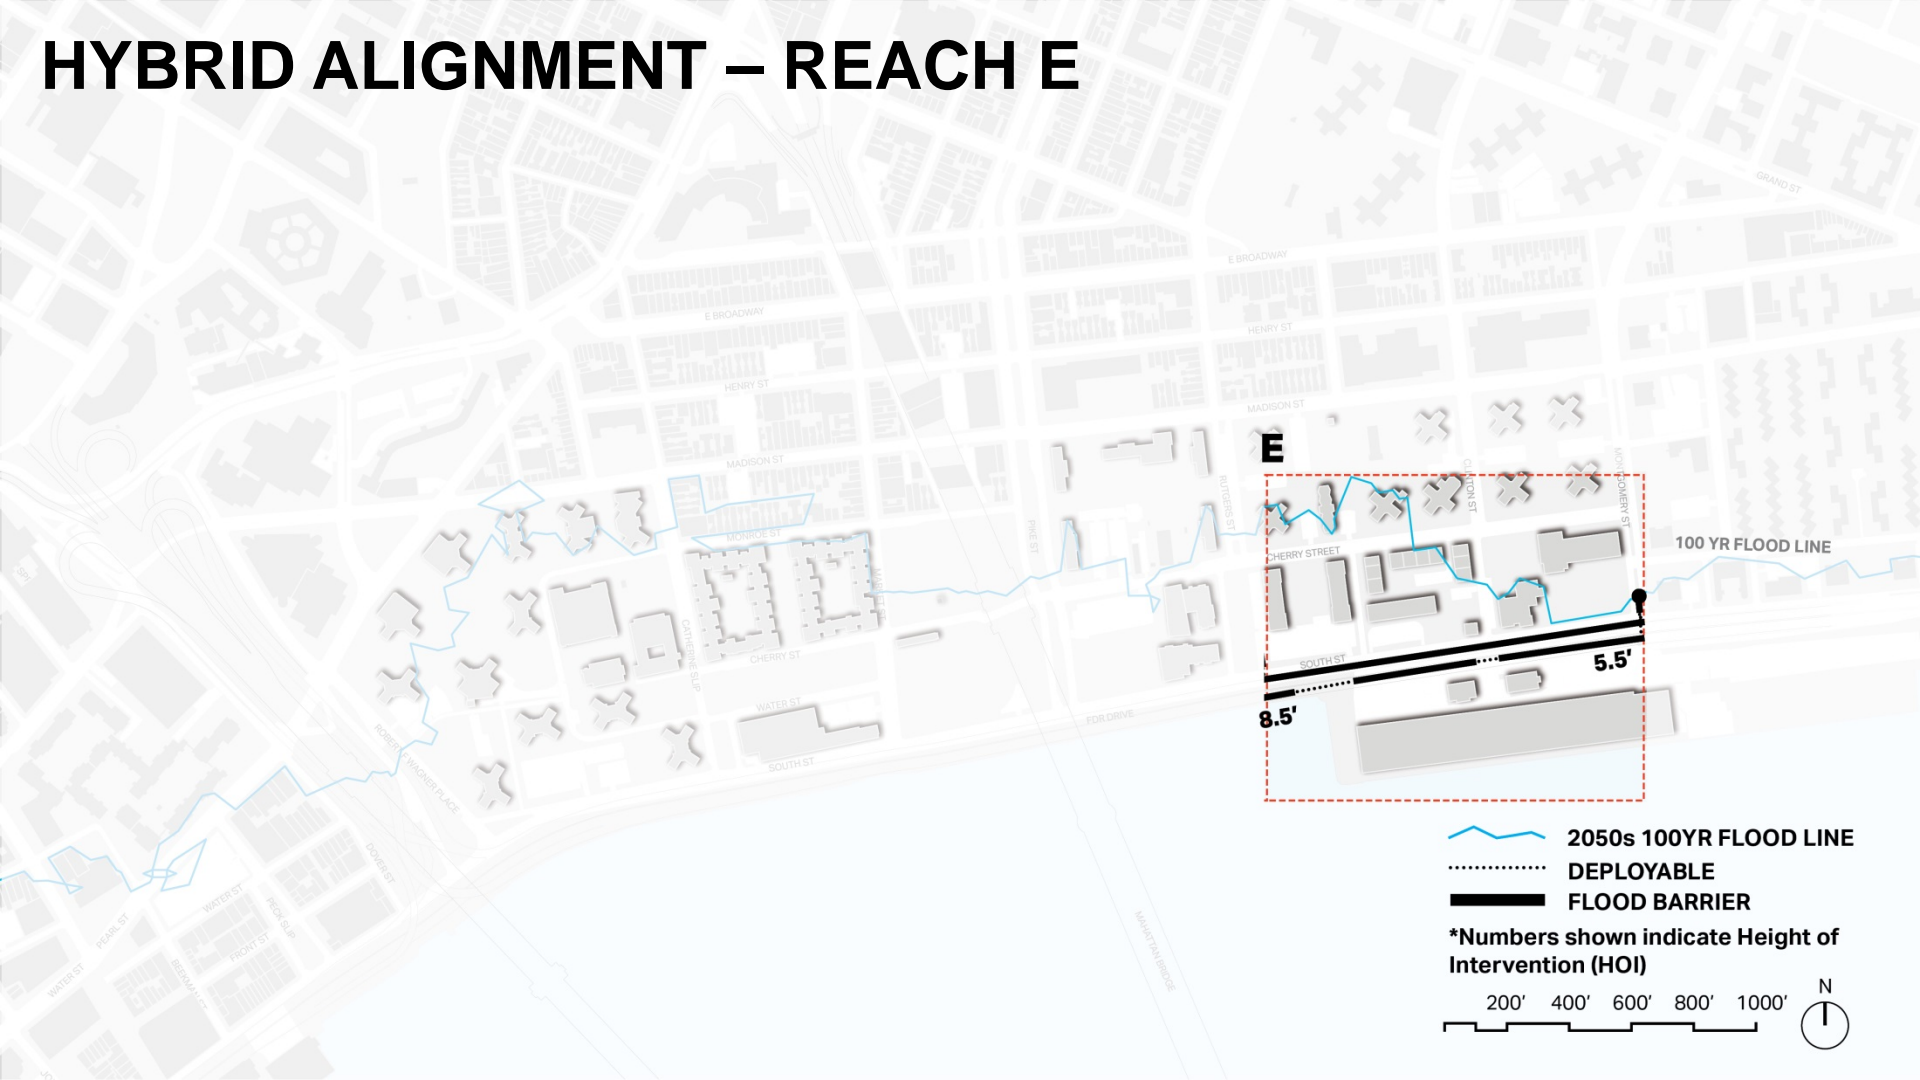 HYBRID ALIGNMENT – REACH E
GRAND ST
E BROADWAY
E BROADWAY
HENRY ST
HENRY ST
MADISON ST
MADISON ST
E
RUTGERS ST
CLINTON ST
MONTGOMERY ST
PIKE ST
MONROE ST
100 YR FLOOD LINE
CHERRY STREET
CATHERINE SLIP
CHERRY ST
SOUTH ST
5.5’
8.5’
WATER ST
FDR DRIVE
ROBERT F WAGNER PLACE
SOUTH ST
DOVER ST
WATER ST
PECK SLIP
PEARL ST
FRONT ST
WATER ST
MANHATTAN BRIDGE
2050s 100YR FLOOD LINE
DEPLOYABLE
FLOOD BARRIER
*Numbers shown indicate Height of
Intervention (HOI)
N
200’ 400’ 600’ 800’ 1000’